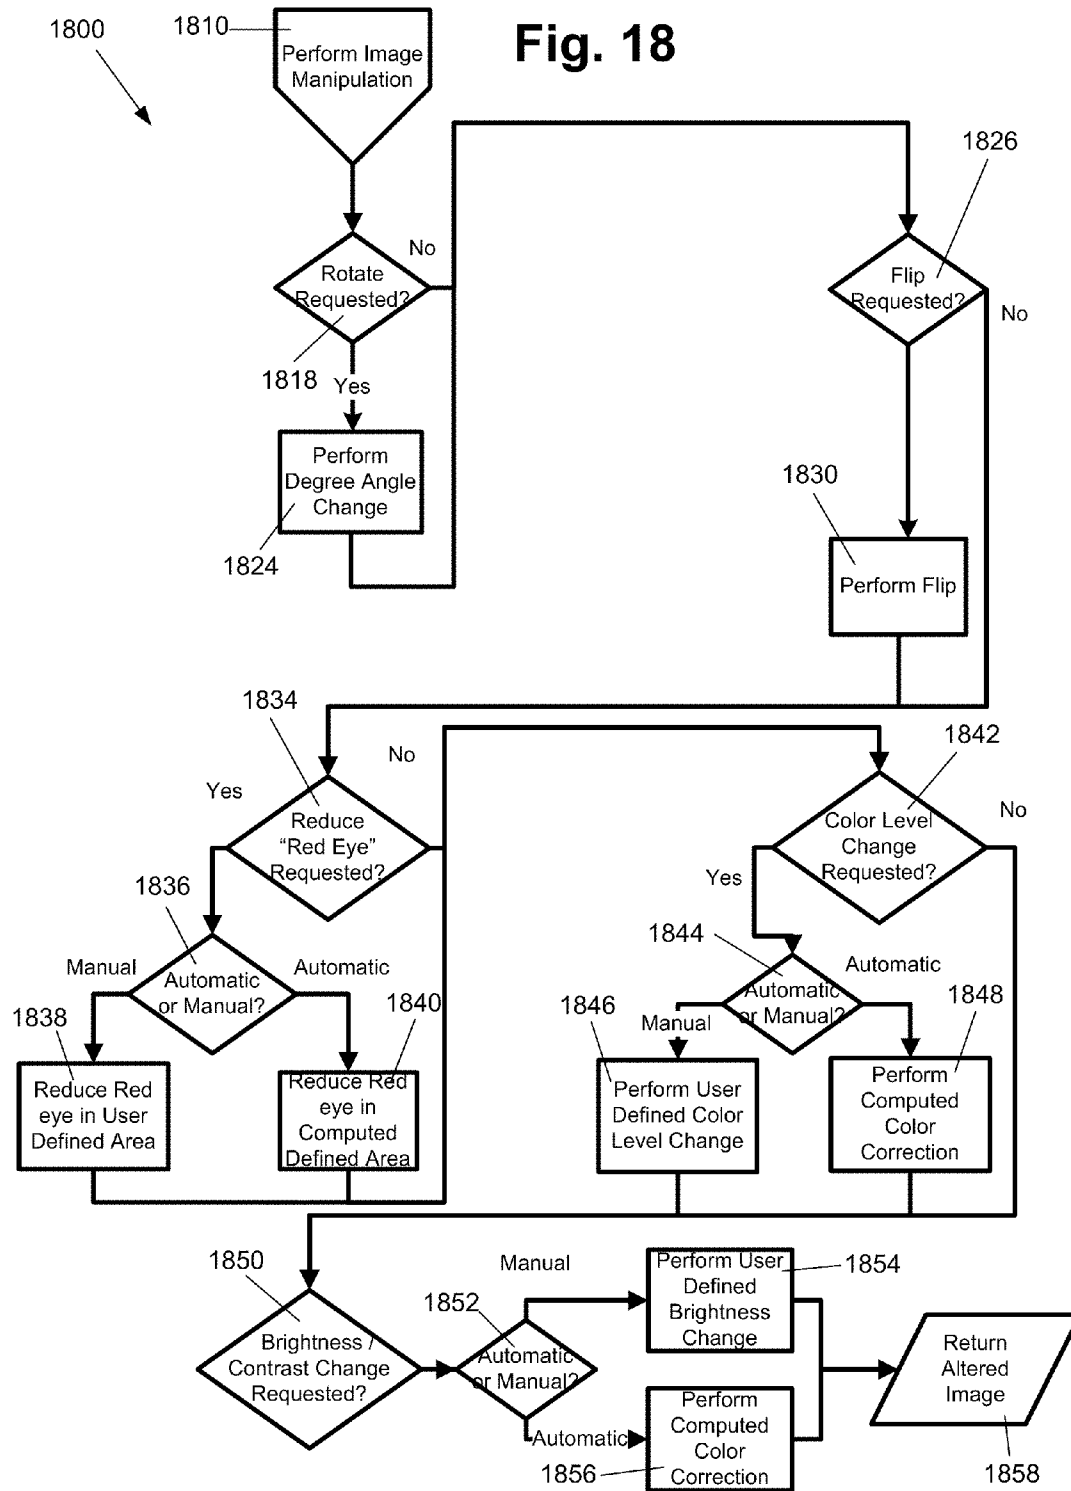 1800
1810
Fig. 18
Perform Image
Manipulation
1826
No
Rotate
Requested?
Flip
Requested?
No
1818
Yes
Perform
Degree Angle
Change
1830
1824
Perform Flip
1834
No
1842
Yes
Reduce
“Red Eye”
Requested?
Color Level
Change
Requested?
No
1836
Yes
1844
Manual
Automatic
or Manual?
Automatic
Automatic
Automatic
or Manual?
1838
1840
1846
Manual
1848
Reduce Red
eye in User
Defined Area
Reduce Red
eye in
Computed
Defined Area
Perform User
Defined Color
Level Change
Perform
Computed
Color
Correction
1850
Manual
Perform User
Defined
Brightness
Change
1854
1852
Brightness /
Contrast Change
Requested?
Automatic
or Manual?
Return
Altered
Image
Automatic
Perform
Computed
Color
Correction
1856
1858